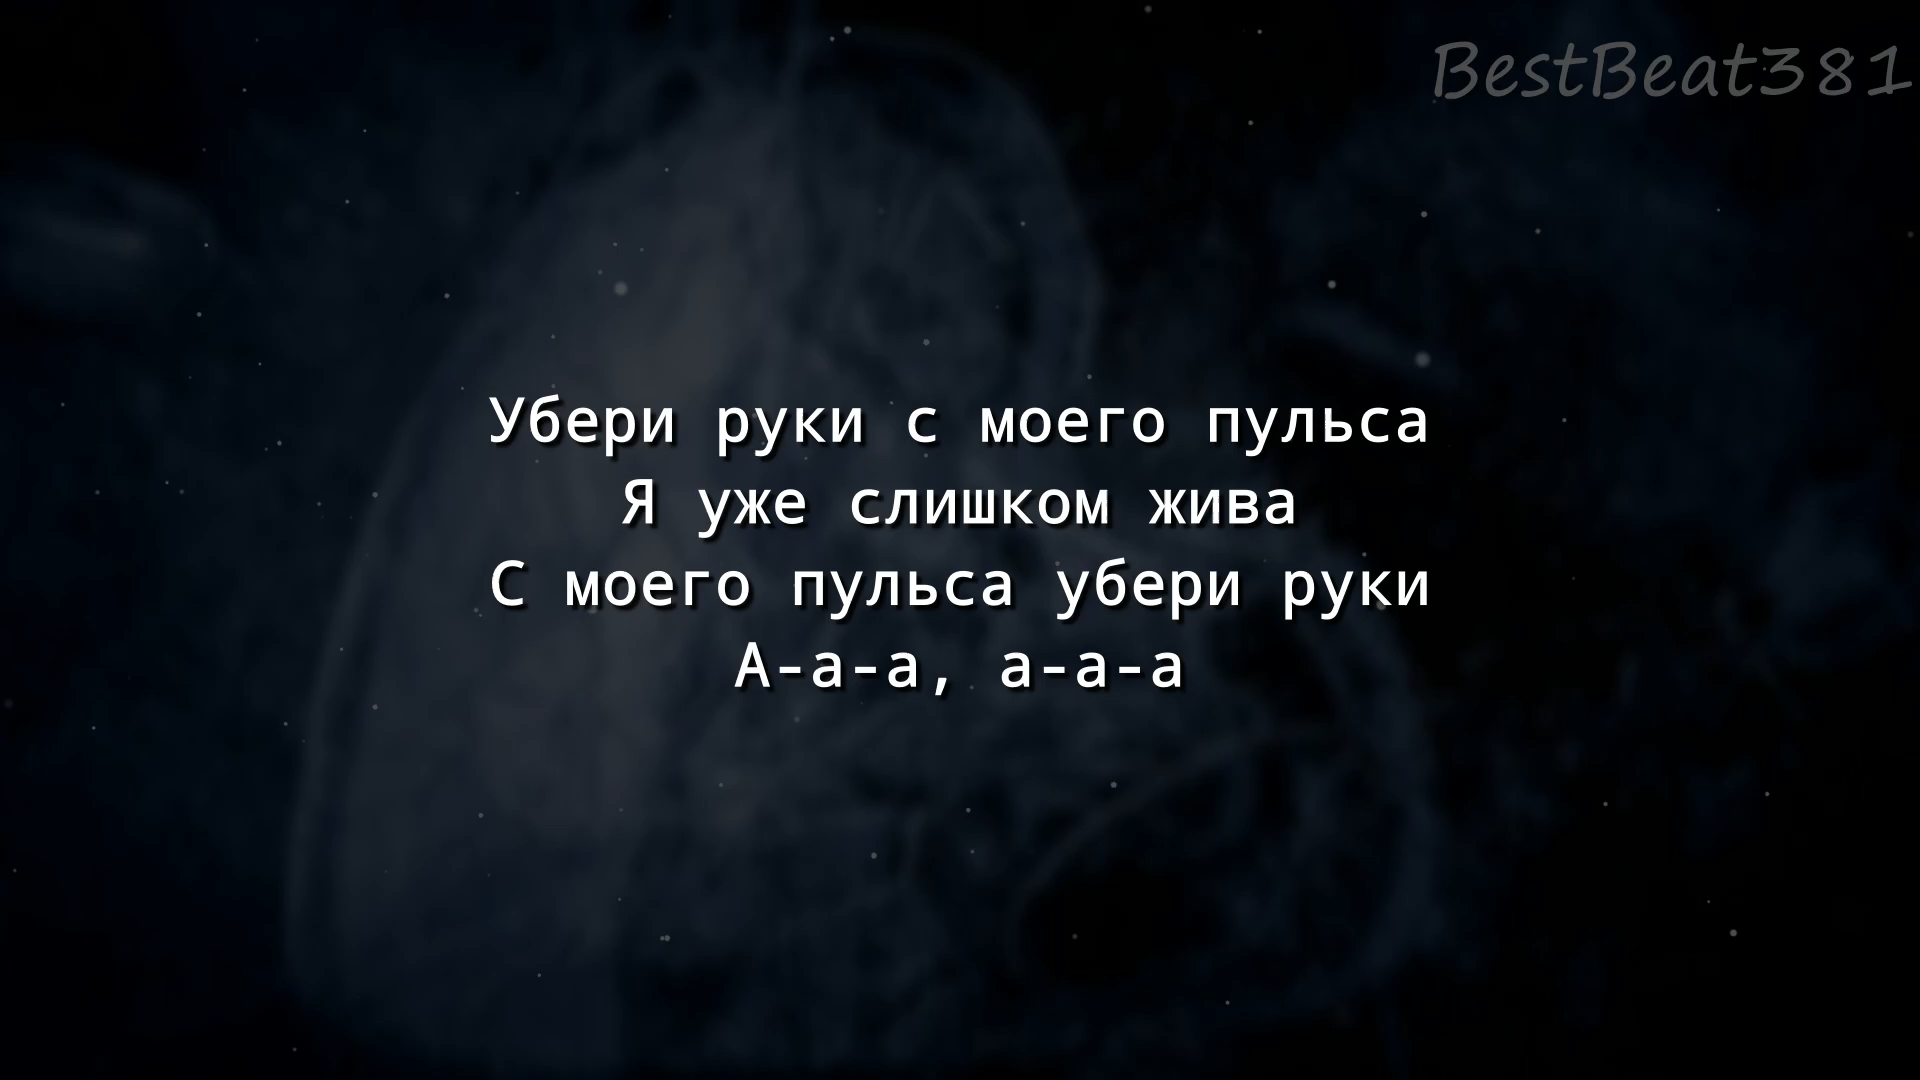 BestBeat381
Убери руки с моего пульса
Я уже слишком жива
С моего пульса убери руки
А-а-а, а-а-а